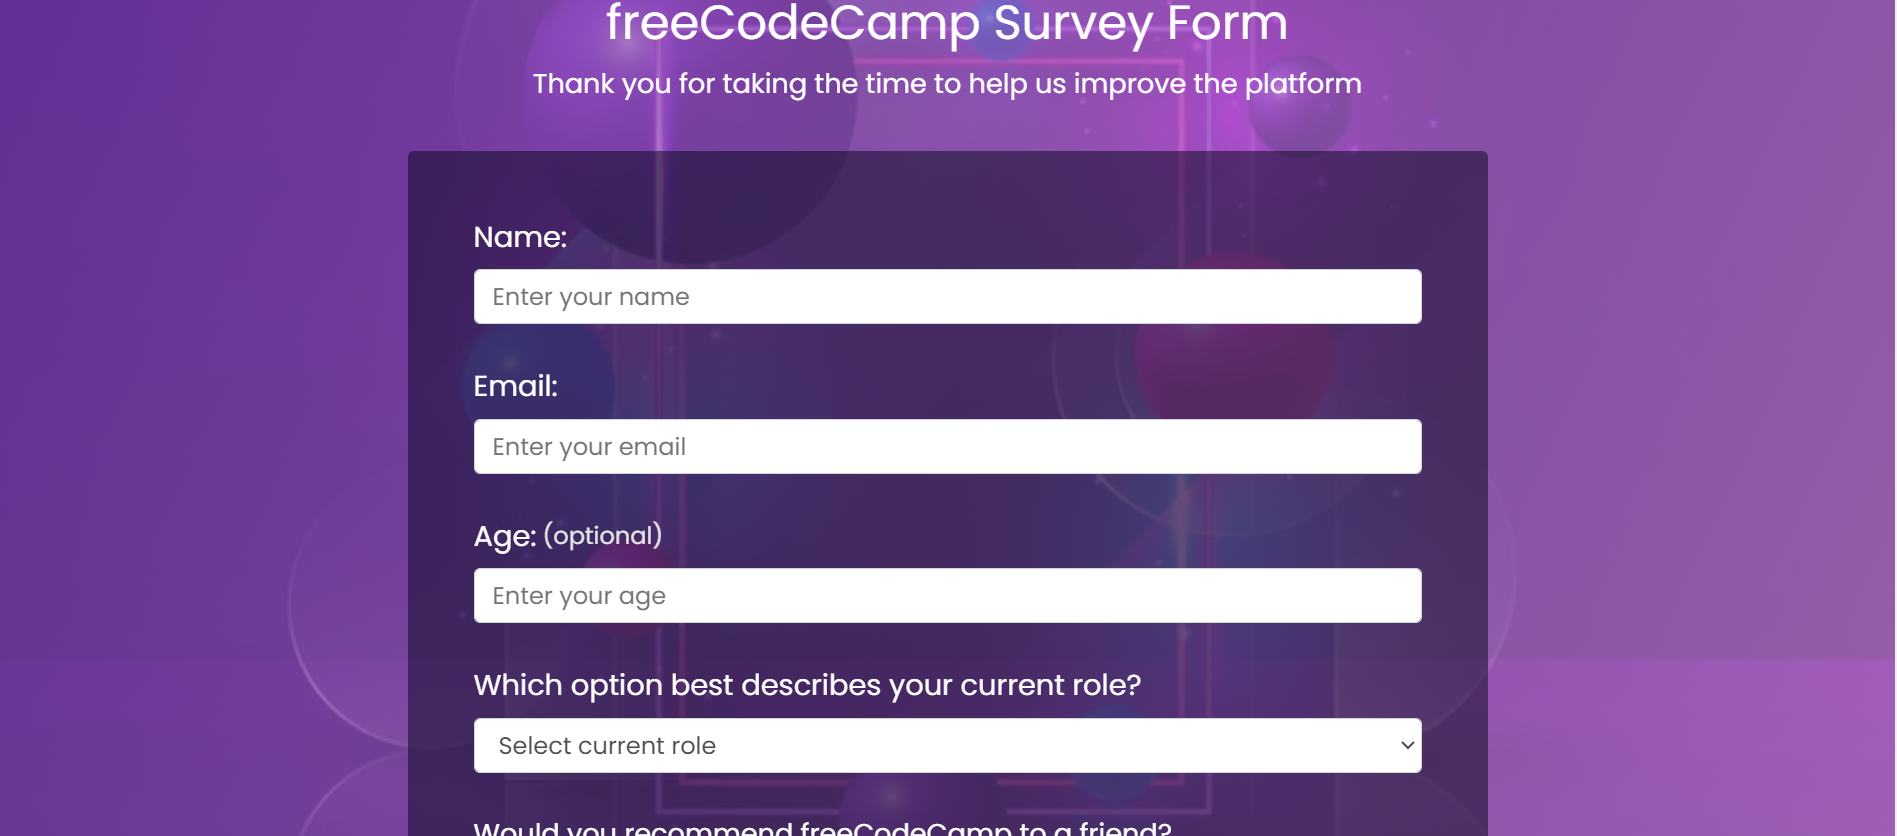 freeCodeCamp Survey Form
Thank you for taking the time to help us improve the platform
Name:
Enter your name
Email:
Enter your email
Age: (optional)
Enter your age
Which option best describes your current role?
Select current role
Would you recommend freeCodeCamp to a friend?